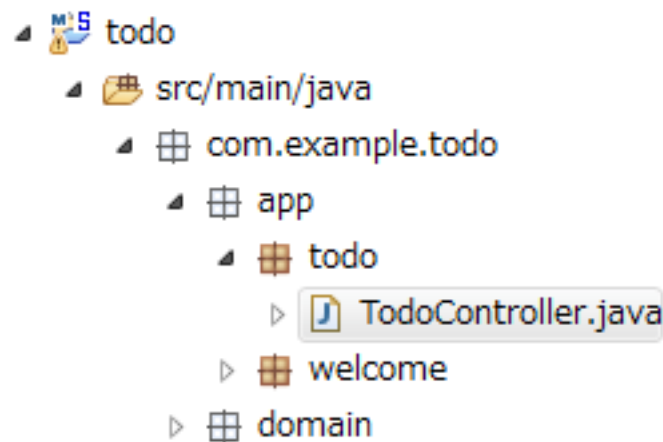 todo
src/main/java
com.example.todo
app
todo
TodoController.java
welcome
domain